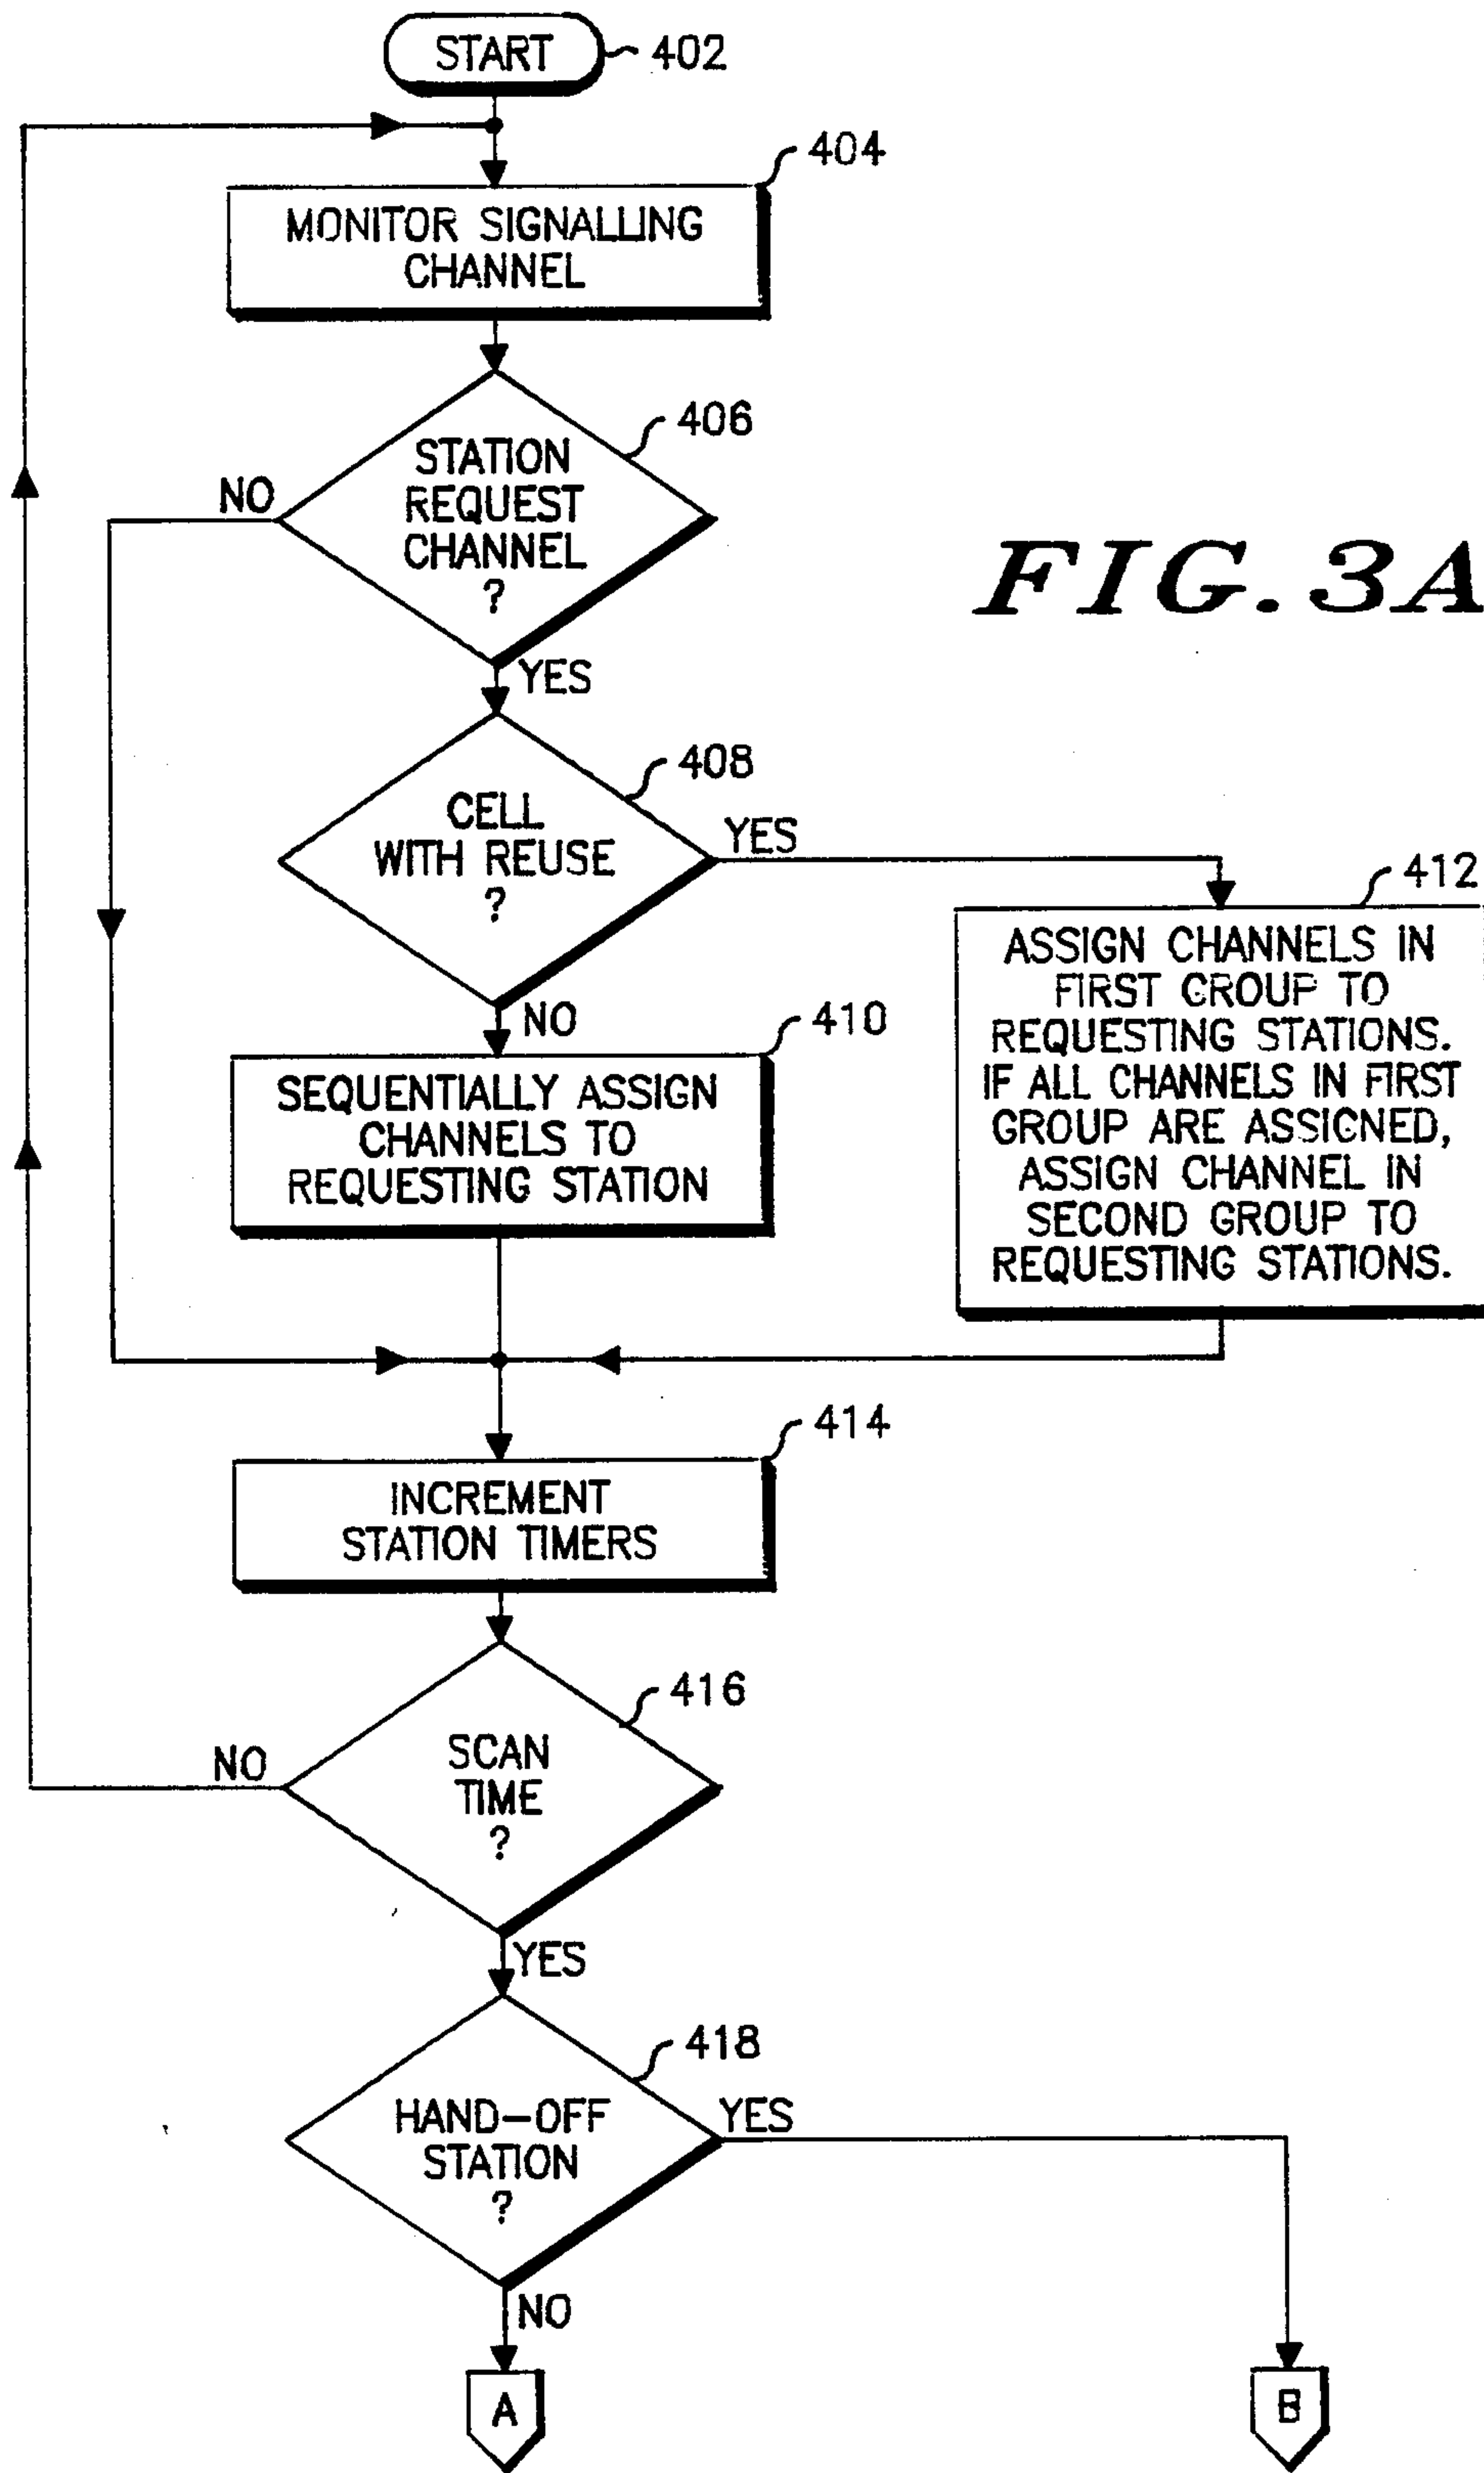 START
402
404
MONITOR SIGNALLING
CHANNEL
406
STATION
REQUEST
CHANNEL
?
NO
FIG. 3A
YES
408
CELL
WITH REUSE
?
YES
412
NO
410
SEQUENTIALLY ASSIGN
CHANNELS TO
REQUESTING STATION
ASSIGN CHANNELS IN
FIRST GROUP TO
REQUESTING STATIONS.
IF ALL CHANNELS IN FIRST
GROUP ARE ASSIGNED,
ASSIGN CHANNEL IN
SECOND GROUP TO
REQUESTING STATIONS.
414
INCREMENT
STATION TIMERS
416
SCAN
TIME
?
NO
YES
418
HAND-OFF
STATION
?
YES
NO
A
B